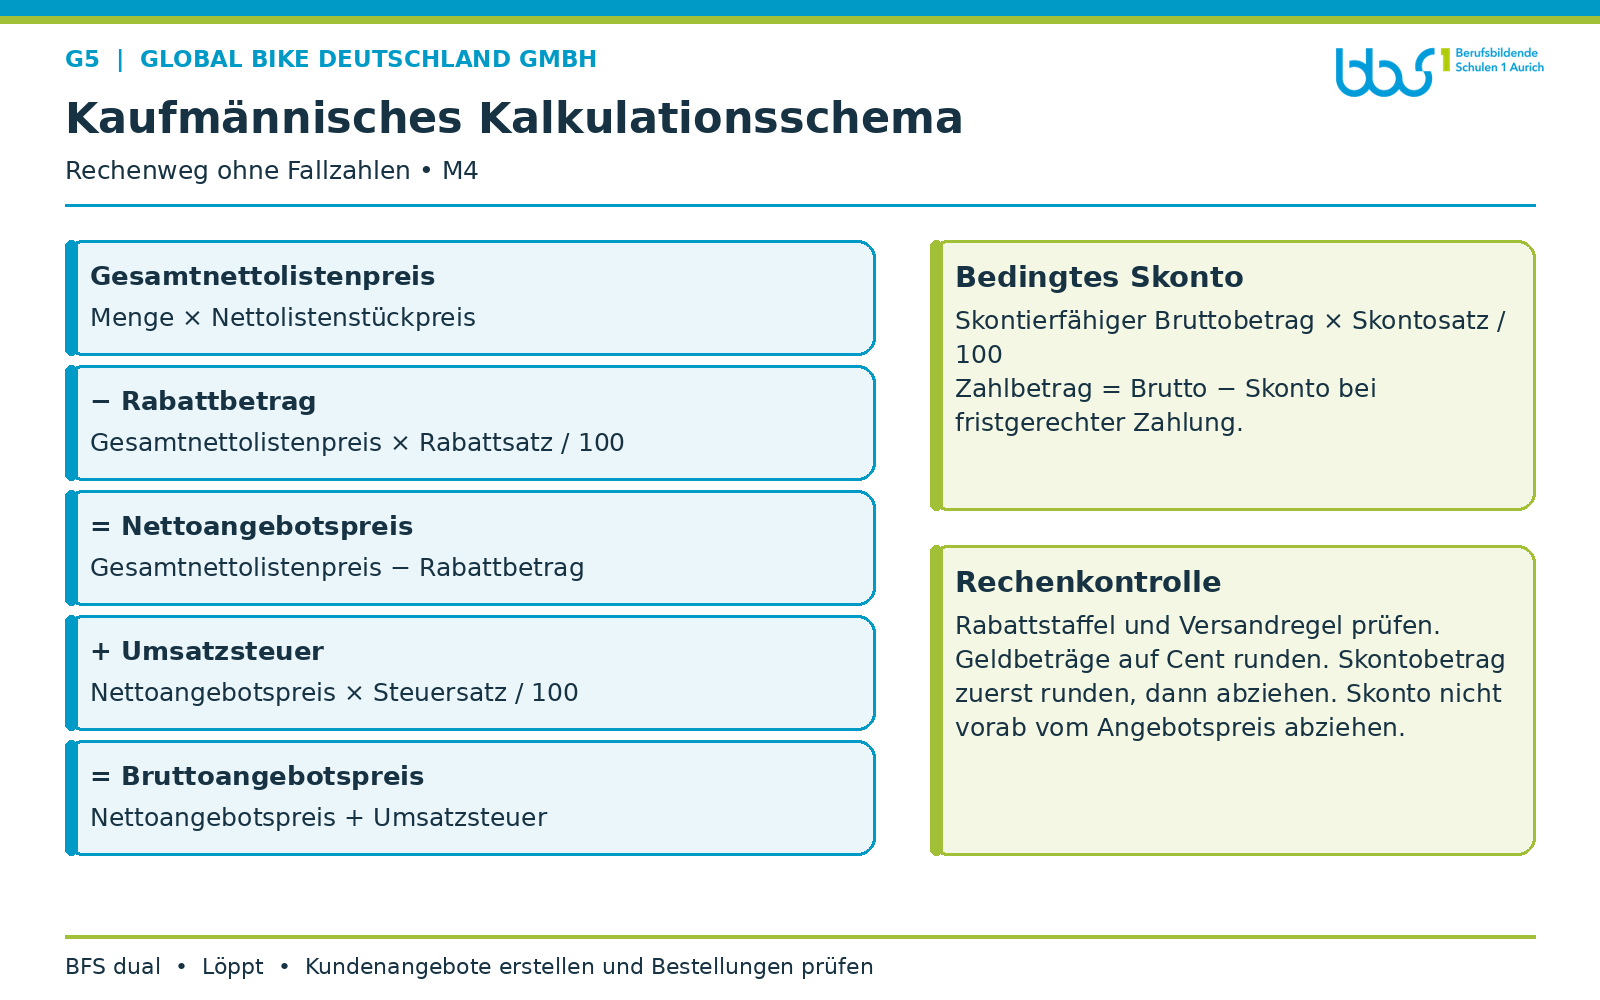 G5 | GLOBAL BIKE DEUTSCHLAND GMBH
bbs 1 Berufsbildende
Schulen 1 Aurich
Kaufmännisches Kalkulationsschema
Rechenweg ohne Fallzahlen • M4
Gesamtnettolistenpreis
Menge × Nettolistenstückpreis
− Rabattbetrag
Gesamtnettolistenpreis × Rabattsatz / 100
= Nettoangebotspreis
Gesamtnettolistenpreis − Rabattbetrag
+ Umsatzsteuer
Nettoangebotspreis × Steuersatz / 100
= Bruttoangebotspreis
Nettoangebotspreis + Umsatzsteuer
Bedingtes Skonto
Skontierfähiger Bruttobetrag × Skontosatz /
100
Zahlbetrag = Brutto − Skonto bei
fristgerechter Zahlung.
Rechenkontrolle
Rabattstaffel und Versandregel prüfen.
Geldbeträge auf Cent runden. Skontobetrag
zuerst runden, dann abziehen. Skonto nicht
vorab vom Angebotspreis abziehen.
BFS dual • Löppt • Kundenangebote erstellen und Bestellungen prüfen